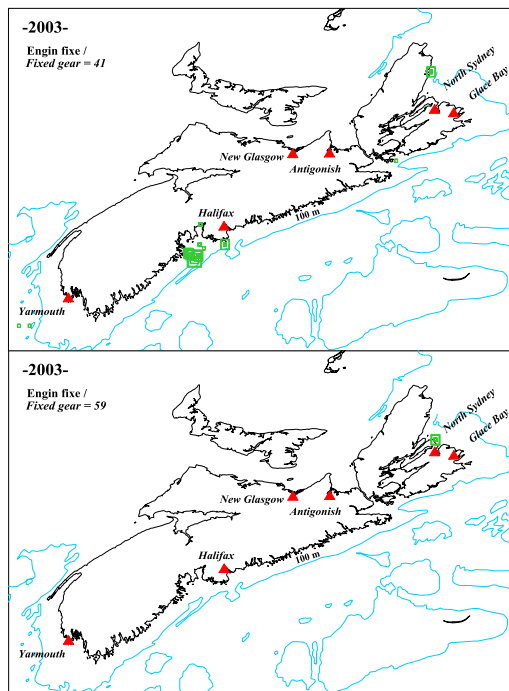 -2003-
Engin fixe /
Fixed gear = 41
North Sydney
Glace Bay
New Glasgow
Antigonish
Halifax
100 m
Yarmouth
-2003-
Engin fixe /
Fixed gear = 59
North Sydney
Glace Bay
New Glasgow
Antigonish
Halifax
100 m
Yarmouth